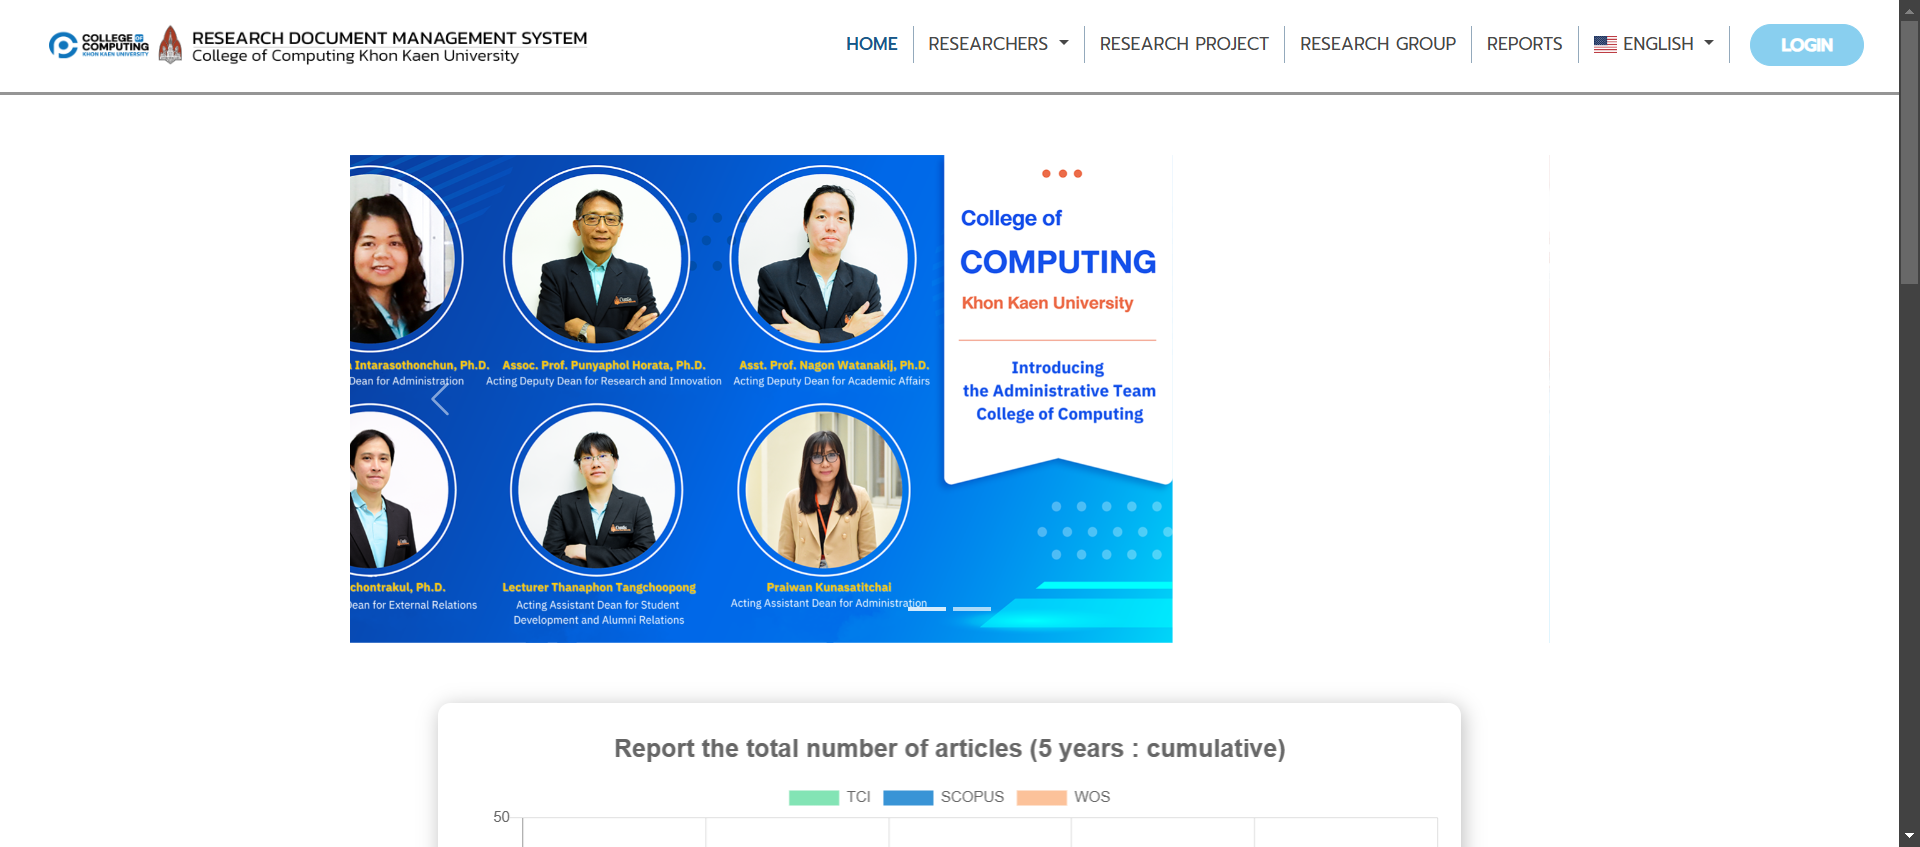 COLLEGE OF
COMPUTING
KHON KAEN UNIVERSITY
RESEARCH DOCUMENT MANAGEMENT SYSTEM
College of Computing Khon Kaen University
HOME
RESEARCHERS
RESEARCH PROJECT
RESEARCH GROUP
REPORTS
ENGLISH
LOGIN
College of
COMPUTING
Khon Kaen University
Introducing
the Administrative Team
College of Computing
Intarasothonchun, Ph.D.
Dean for Administration
Assoc. Prof. Punyaphol Horata, Ph.D.
Acting Deputy Dean for Research and Innovation
Asst. Prof. Nagon Watanakij, Ph.D.
Acting Deputy Dean for Academic Affairs
chontrakul, Ph.D.
Dean for External Relations
Lecturer Thanaphon Tangchoopong
Acting Assistant Dean for Student
Development and Alumni Relations
Praiwan Kunasatitchai
Acting Assistant Dean for Administration
Report the total number of articles (5 years : cumulative)
TCI SCOPUS WOS
50